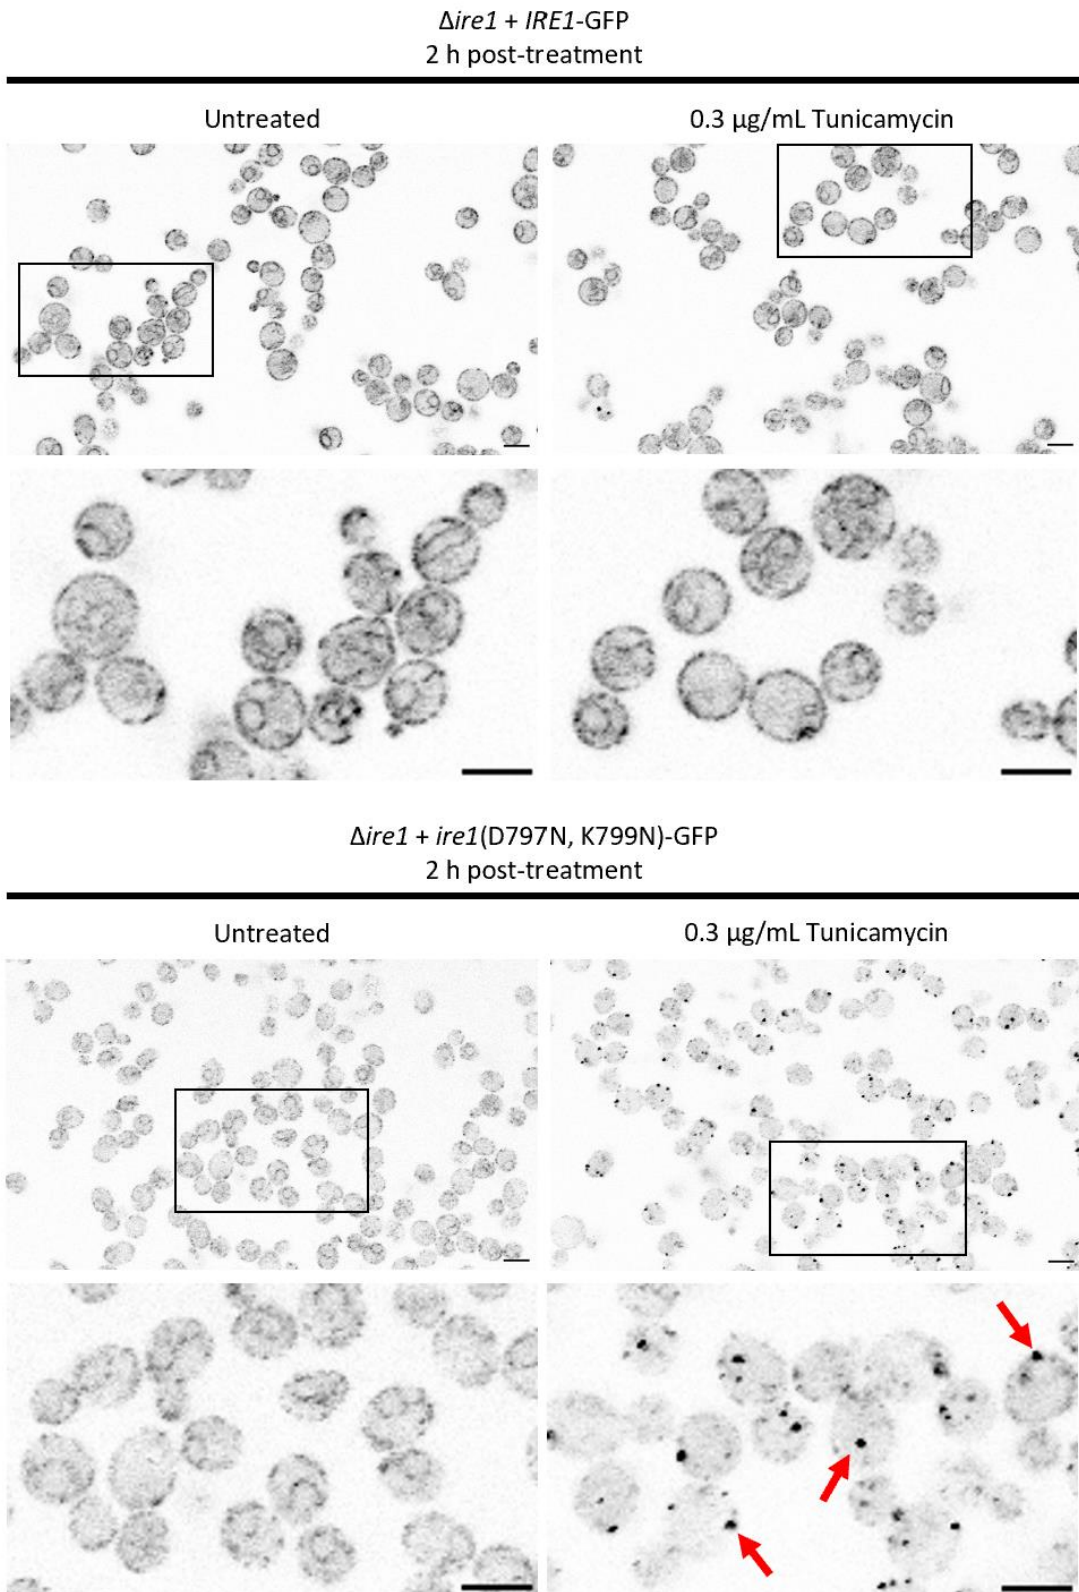 Δire1 + IRE1-GFP
2 h post-treatment
Untreated
0.3 µg/mL Tunicamycin
Δire1 + ire1(D797N, K799N)-GFP
2 h post-treatment
Untreated
0.3 µg/mL Tunicamycin